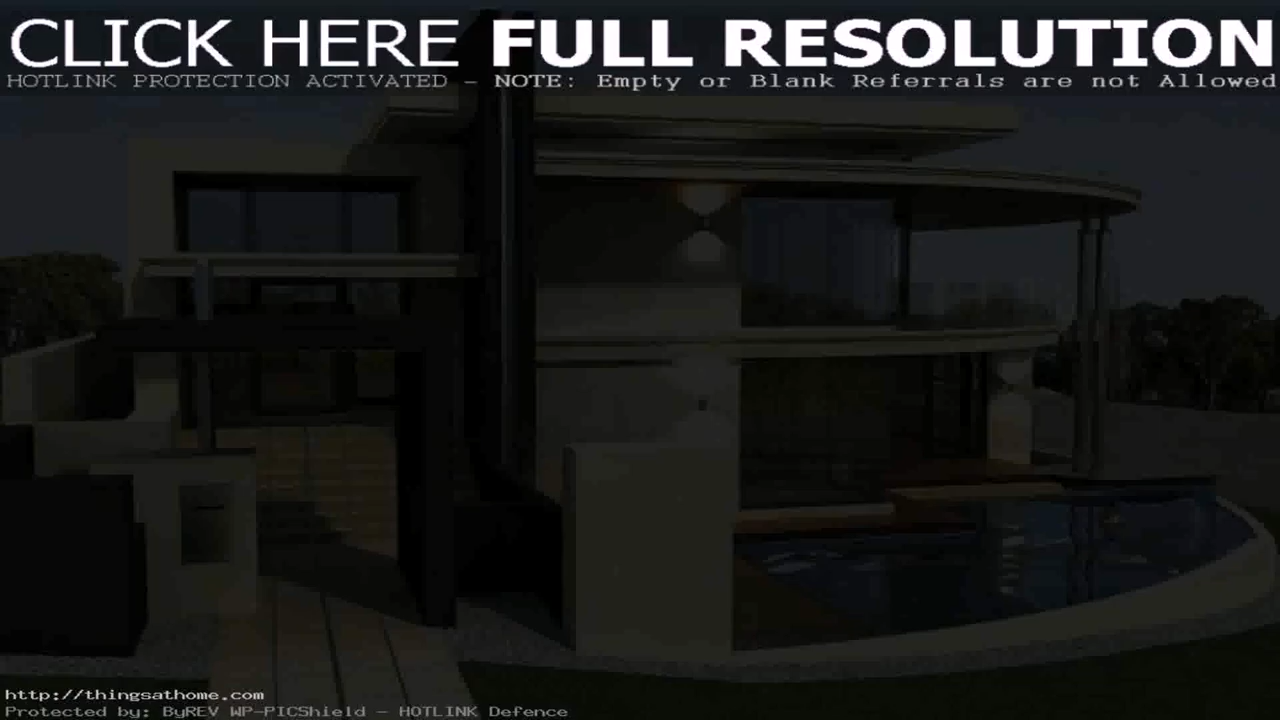 CLICK HERE FULL RESOLUTION
HOTLINK PROTECTION ACTIVATED - NOTE: Empty or Blank Referrals are not Allowed
http://thingsathome.com
Protected by: ByREV WP-PICShield - HOTLINK Defence